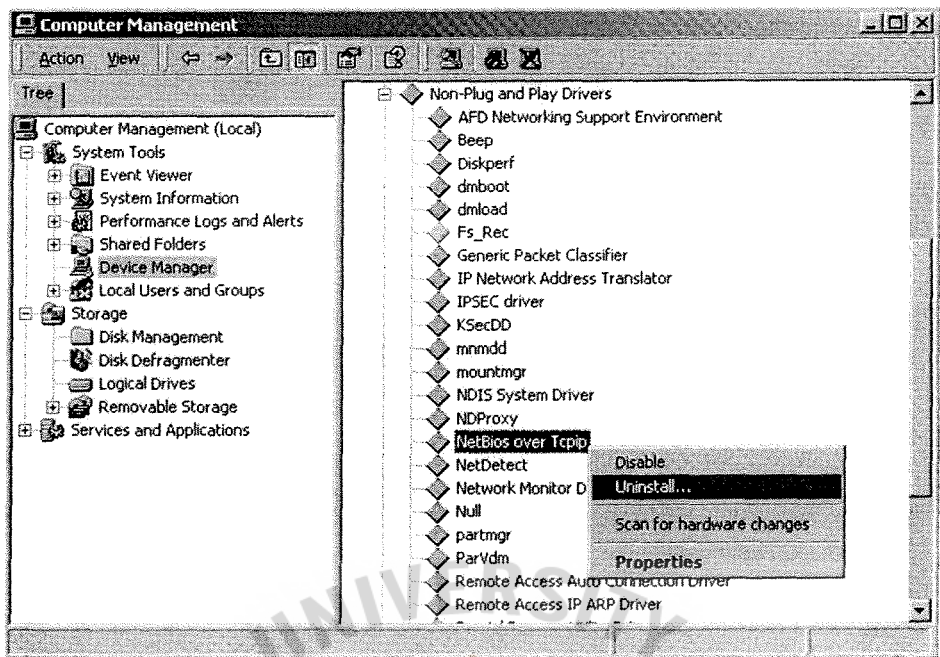 Computer Management
Action View
Tree
Computer Management (Local)
System Tools
Event Viewer
System Information
Performance Logs and Alerts
Shared Folders
Device Manager
Local Users and Groups
Storage
Disk Management
Disk Defragmenter
Logical Drives
Removable Storage
Services and Applications
Non-Plug and Play Drivers
AFD Networking Support Environment
Beep
Diskperf
dmboot
dmload
Fs_Rec
Generic Packet Classifier
IP Network Address Translator
IPSEC driver
KSecDD
mnmdd
mountmgr
NDIS System Driver
NDProxy
NetBios over Tcpip
NetDetect
Network Monitor D
Null
partmgr
ParVdm
Remote Access Auto Connection Driver
Remote Access IP ARP Driver
Disable
Uninstall...
Scan for hardware changes
Properties
UNIVERSITY